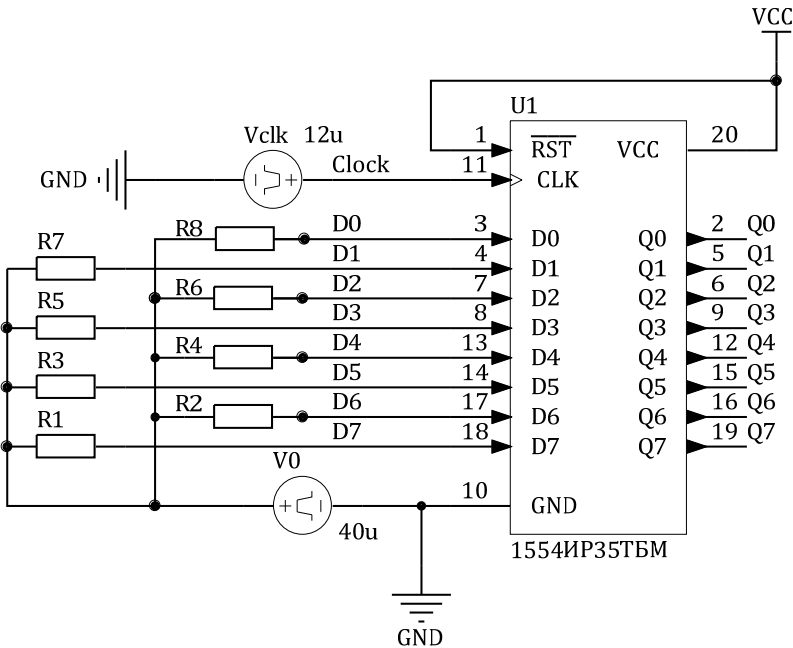 VCC
U1
Vclk 12u
1 RST VCC 20
GND Clock 11 CLK
R8 D0 3 D0 Q0 2 Q0
R7 D1 4 D1 Q1 5 Q1
R6 D2 7 D2 Q2 6 Q2
R5 D3 8 D3 Q3 9 Q3
R4 D4 13 D4 Q4 12 Q4
R3 D5 14 D5 Q5 15 Q5
R2 D6 17 D6 Q6 16 Q6
R1 D7 18 D7 Q7 19 Q7
V0
10 GND
40u
1554ИР35ТБМ
GND